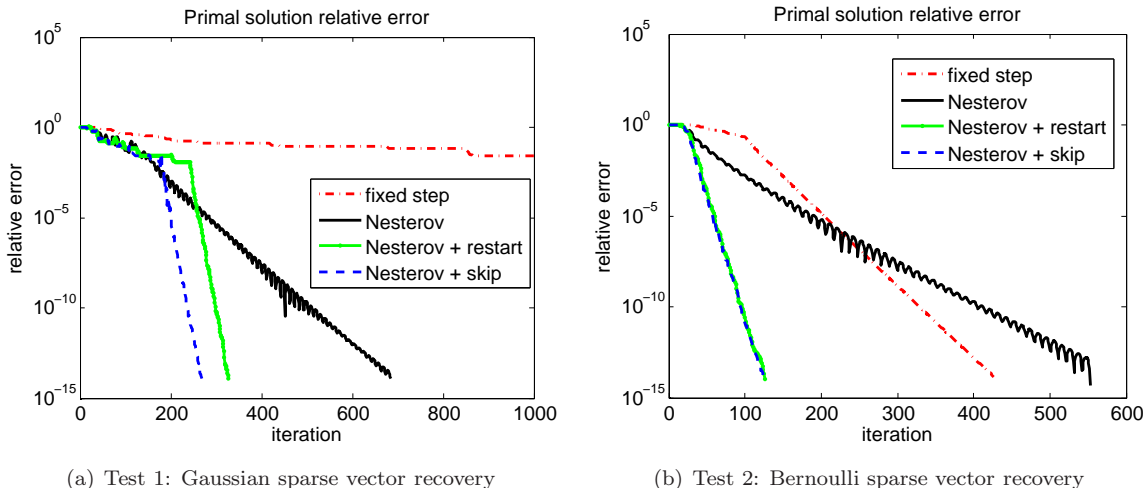 Primal solution relative error
10^5
10^0
10^−5
10^−10
10^−15
relative error
fixed step
Nesterov
Nesterov + restart
Nesterov + skip
0 200 400 600 800 1000
iteration
(a) Test 1: Gaussian sparse vector recovery
Primal solution relative error
10^5
10^0
10^−5
10^−10
10^−15
relative error
fixed step
Nesterov
Nesterov + restart
Nesterov + skip
0 100 200 300 400 500 600
iteration
(b) Test 2: Bernoulli sparse vector recovery